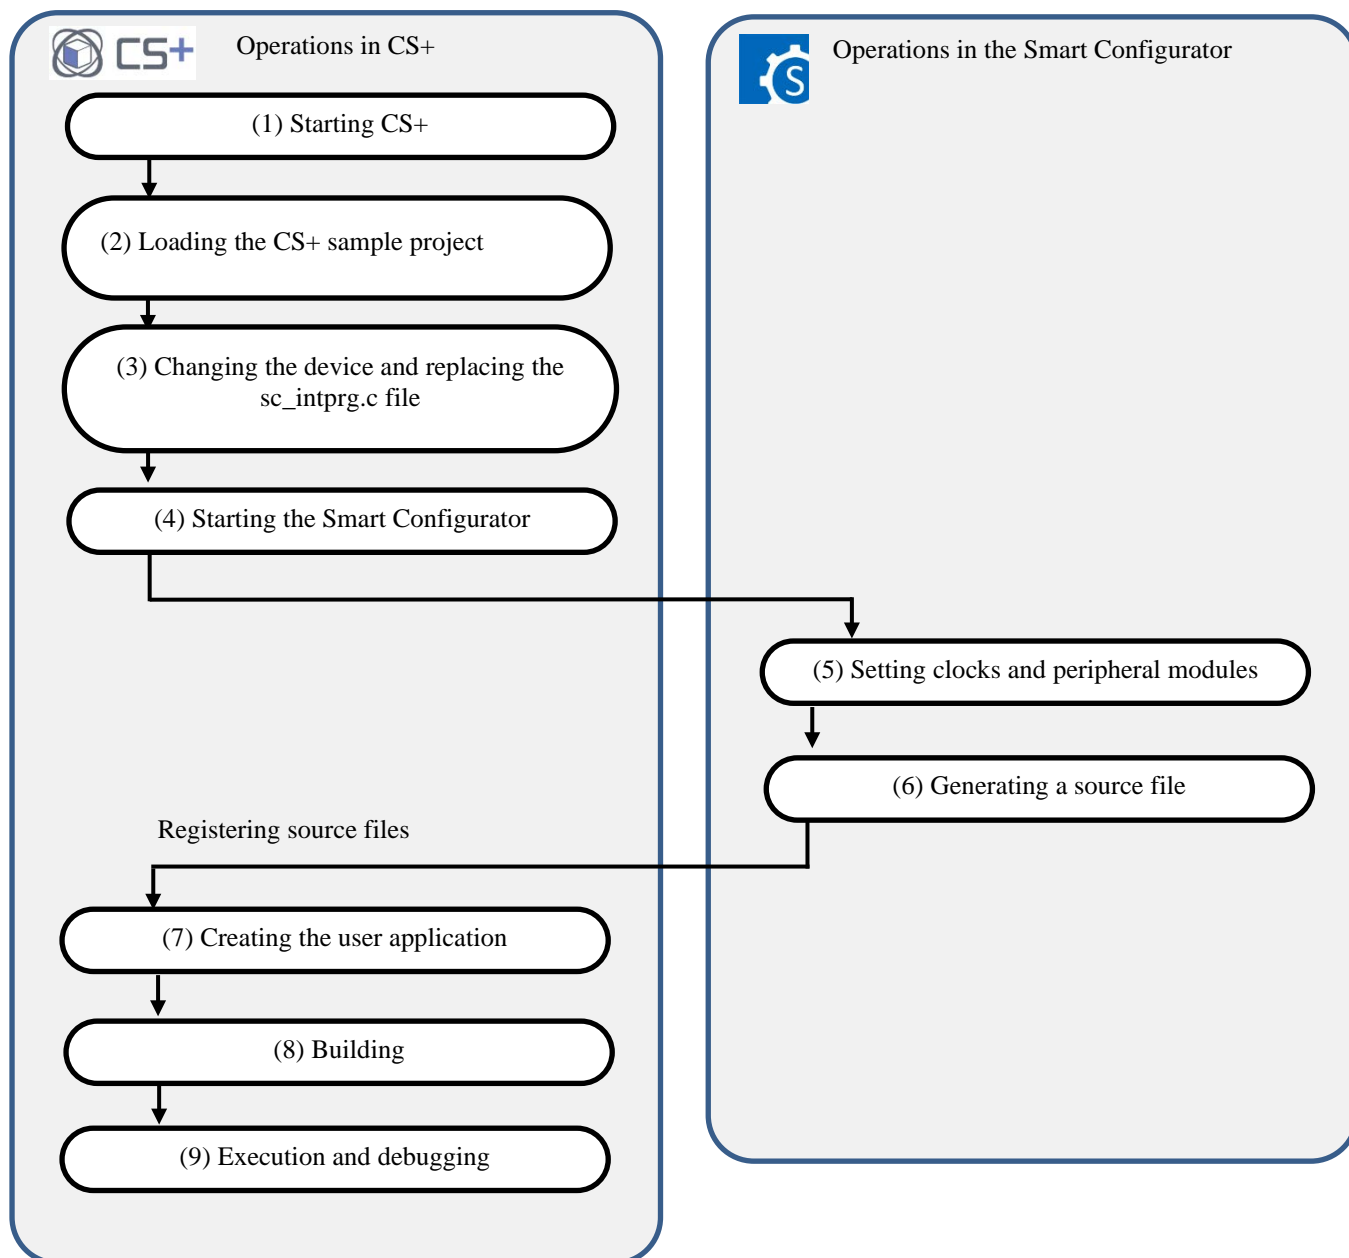 CS+
Operations in CS+
(1) Starting CS+
(2) Loading the CS+ sample project
(3) Changing the device and replacing the
sc_intprg.c file
(4) Starting the Smart Configurator
S
Operations in the Smart Configurator
(5) Setting clocks and peripheral modules
(6) Generating a source file
Registering source files
(7) Creating the user application
(8) Building
(9) Execution and debugging